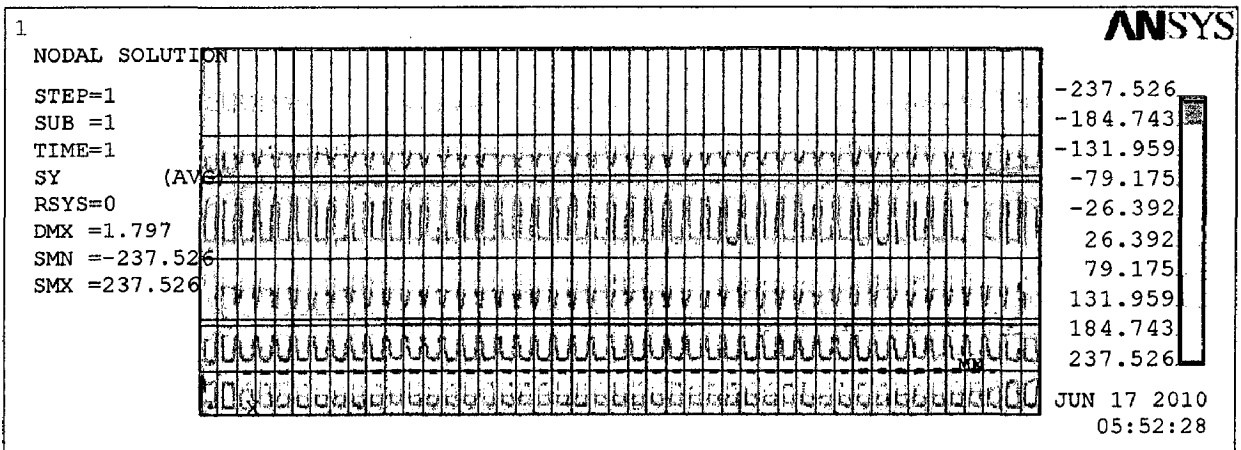 1
ANSYS
NODAL SOLUTION
STEP=1
SUB =1
TIME=1
SY (AVG)
RSYS=0
DMX =1.797
SMN =-237.526
SMX =237.526
-237.526
-184.743
-131.959
-79.175
-26.392
26.392
79.175
131.959
184.743
237.526
MN
X
JUN 17 2010
05:52:28